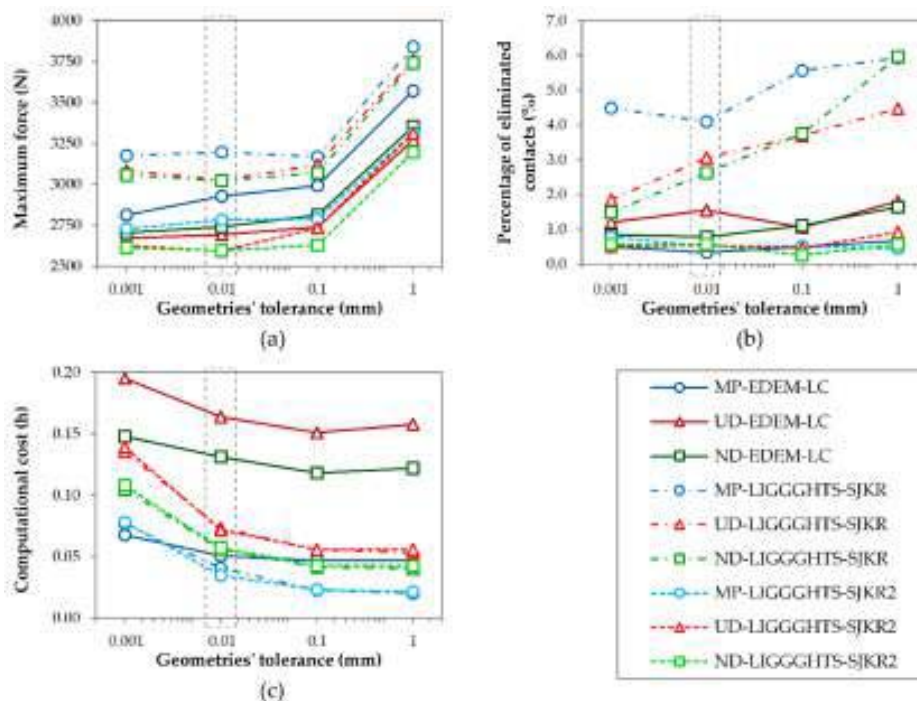 4000
3750
3500
3250
3000
2750
2500
Maximum force (N)
0.001 0.01 0.1 1
Geometries' tolerance (mm)
(a)
7.0
6.0
5.0
4.0
3.0
2.0
1.0
0.0
Percentage of eliminated
contacts (%)
0.001 0.01 0.1 1
Geometries' tolerance (mm)
(b)
0.20
0.15
0.10
0.05
0.00
Computational cost (h)
0.001 0.01 0.1 1
Geometries' tolerance (mm)
(c)
MP-EDEM-LC
UD-EDEM-LC
ND-EDEM-LC
MP-LIGGGHTS-SJKR
UD-LIGGGHTS-SJKR
ND-LIGGGHTS-SJKR
MP-LIGGGHTS-SJKR2
UD-LIGGGHTS-SJKR2
ND-LIGGGHTS-SJKR2